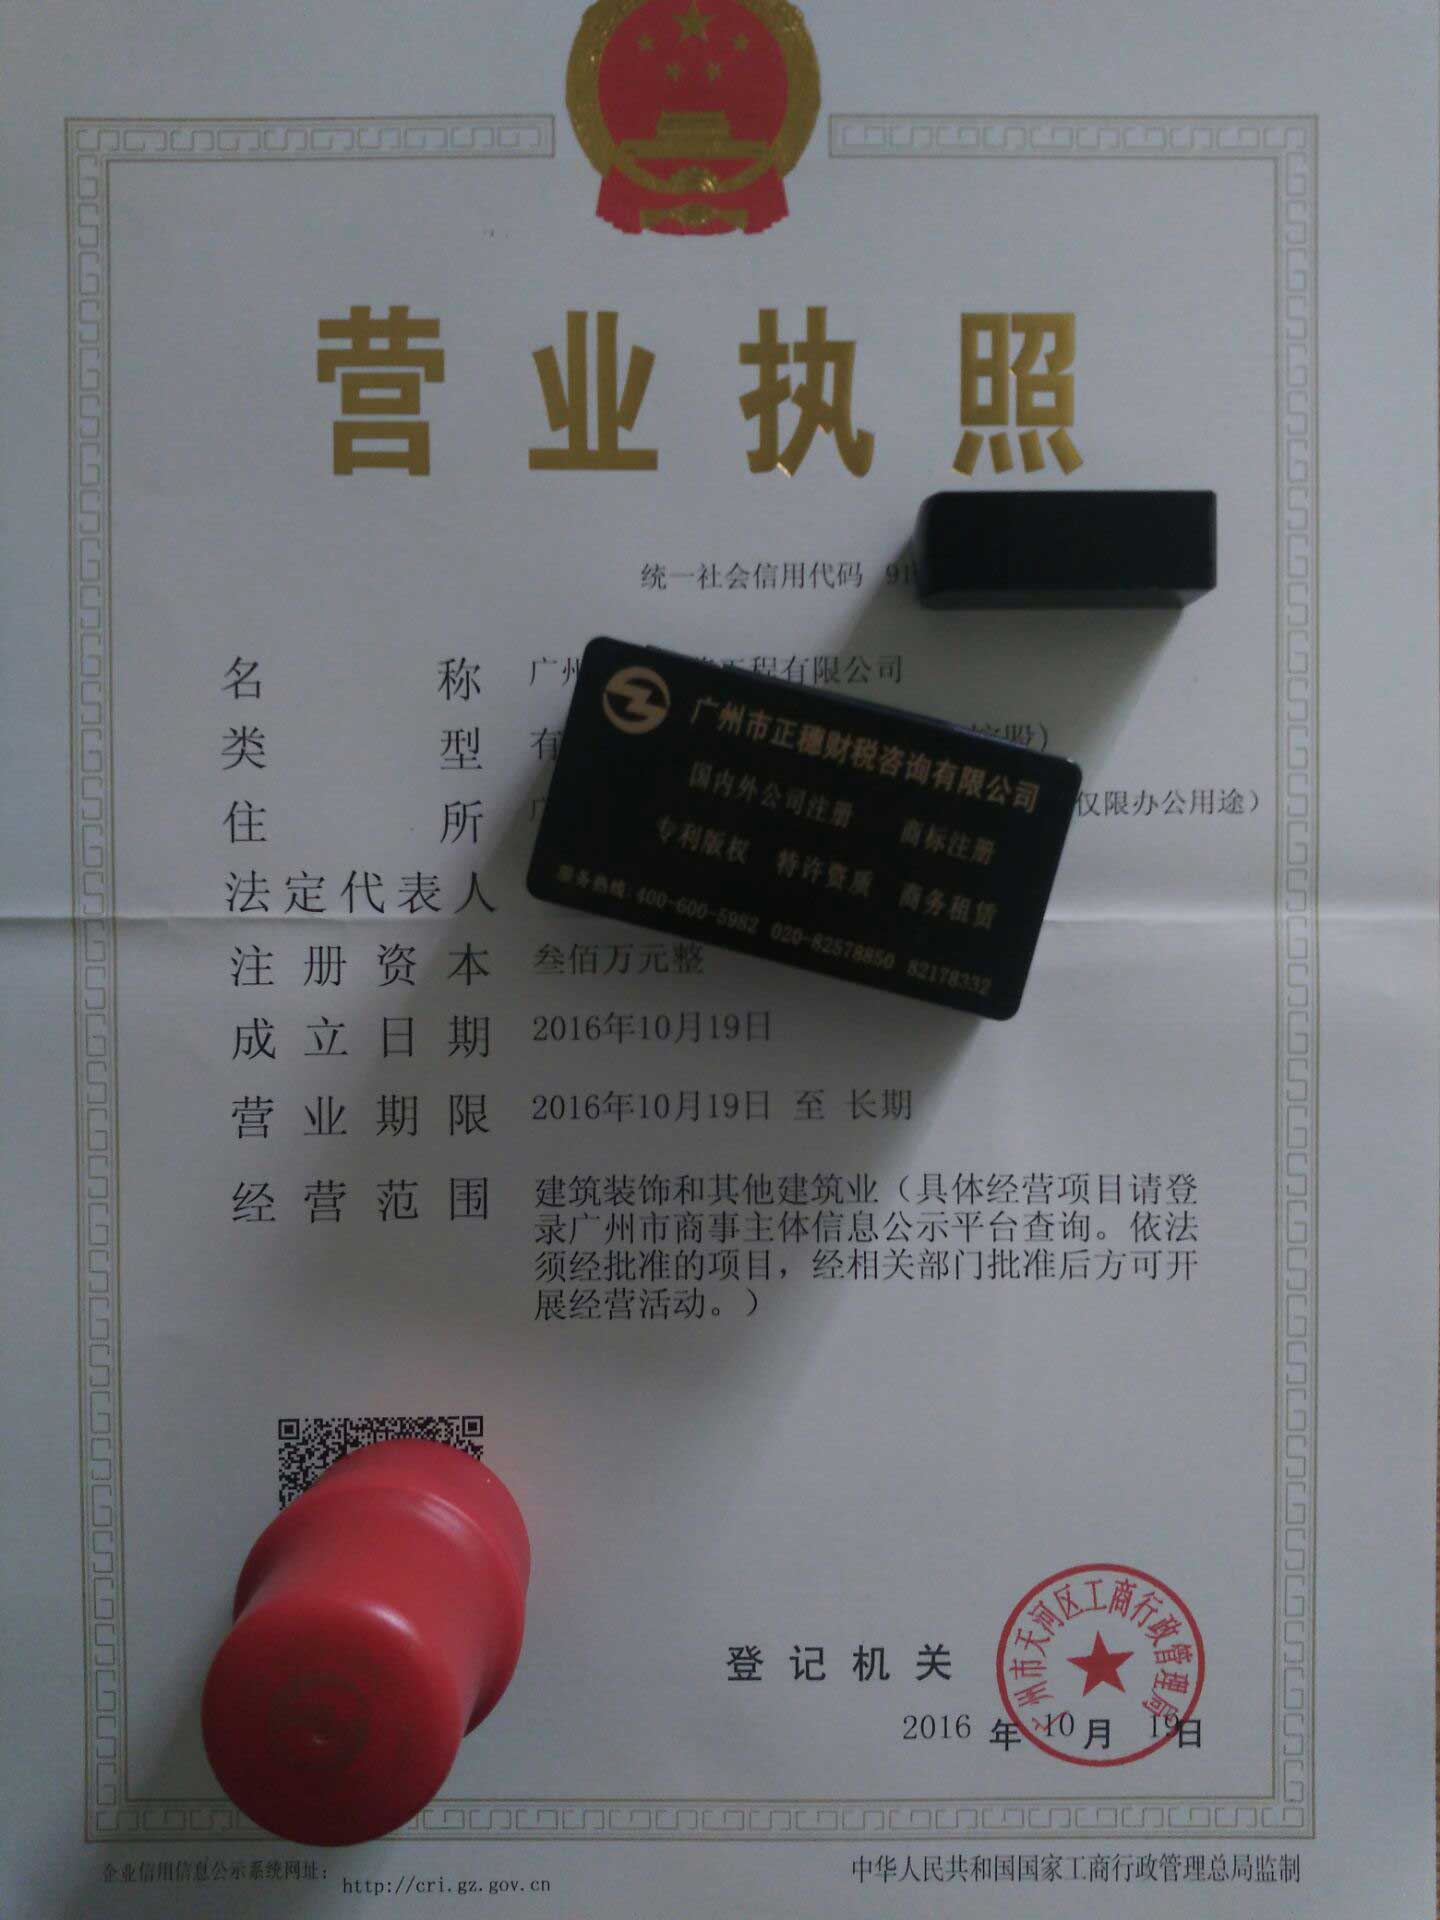 营业执照
统一社会信用代码 91
名称 广州 工程有限公司
类型 有 控股）
住所 广 仅限办公用途）
法定代表人
注册资本 叁佰万元整
成立日期 2016年10月19日
营业期限 2016年10月19日 至 长期
经营范围 建筑装饰和其他建筑业（具体经营项目请登
录广州市商事主体信息公示平台查询。依法
须经批准的项目，经相关部门批准后方可开
展经营活动。）
广州市正穗财税咨询有限公司
国内外公司注册 商标注册
专利版权 特许资质 商务租赁
服务热线:400-600-5982 020-82578850 82178332
登记机关
广州市天河区工商行政管理局
2016 年 10 月 19日
企业信用信息公示系统网址： http://cri.gz.gov.cn
中华人民共和国国家工商行政管理总局监制